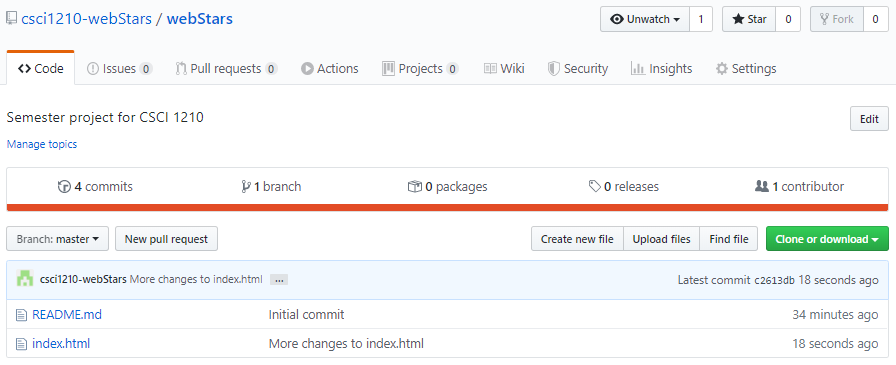 csci1210-webStars / webStars Unwatch 1 Star 0 Fork 0
Code Issues 0 Pull requests 0 Actions Projects 0 Wiki Security Insights Settings
Semester project for CSCI 1210 Edit
Manage topics
4 commits 1 branch 0 packages 0 releases 1 contributor
Branch: master New pull request Create new file Upload files Find file Clone or download
csci1210-webStars More changes to index.html ... Latest commit c2613db 18 seconds ago
README.md Initial commit 34 minutes ago
index.html More changes to index.html 18 seconds ago